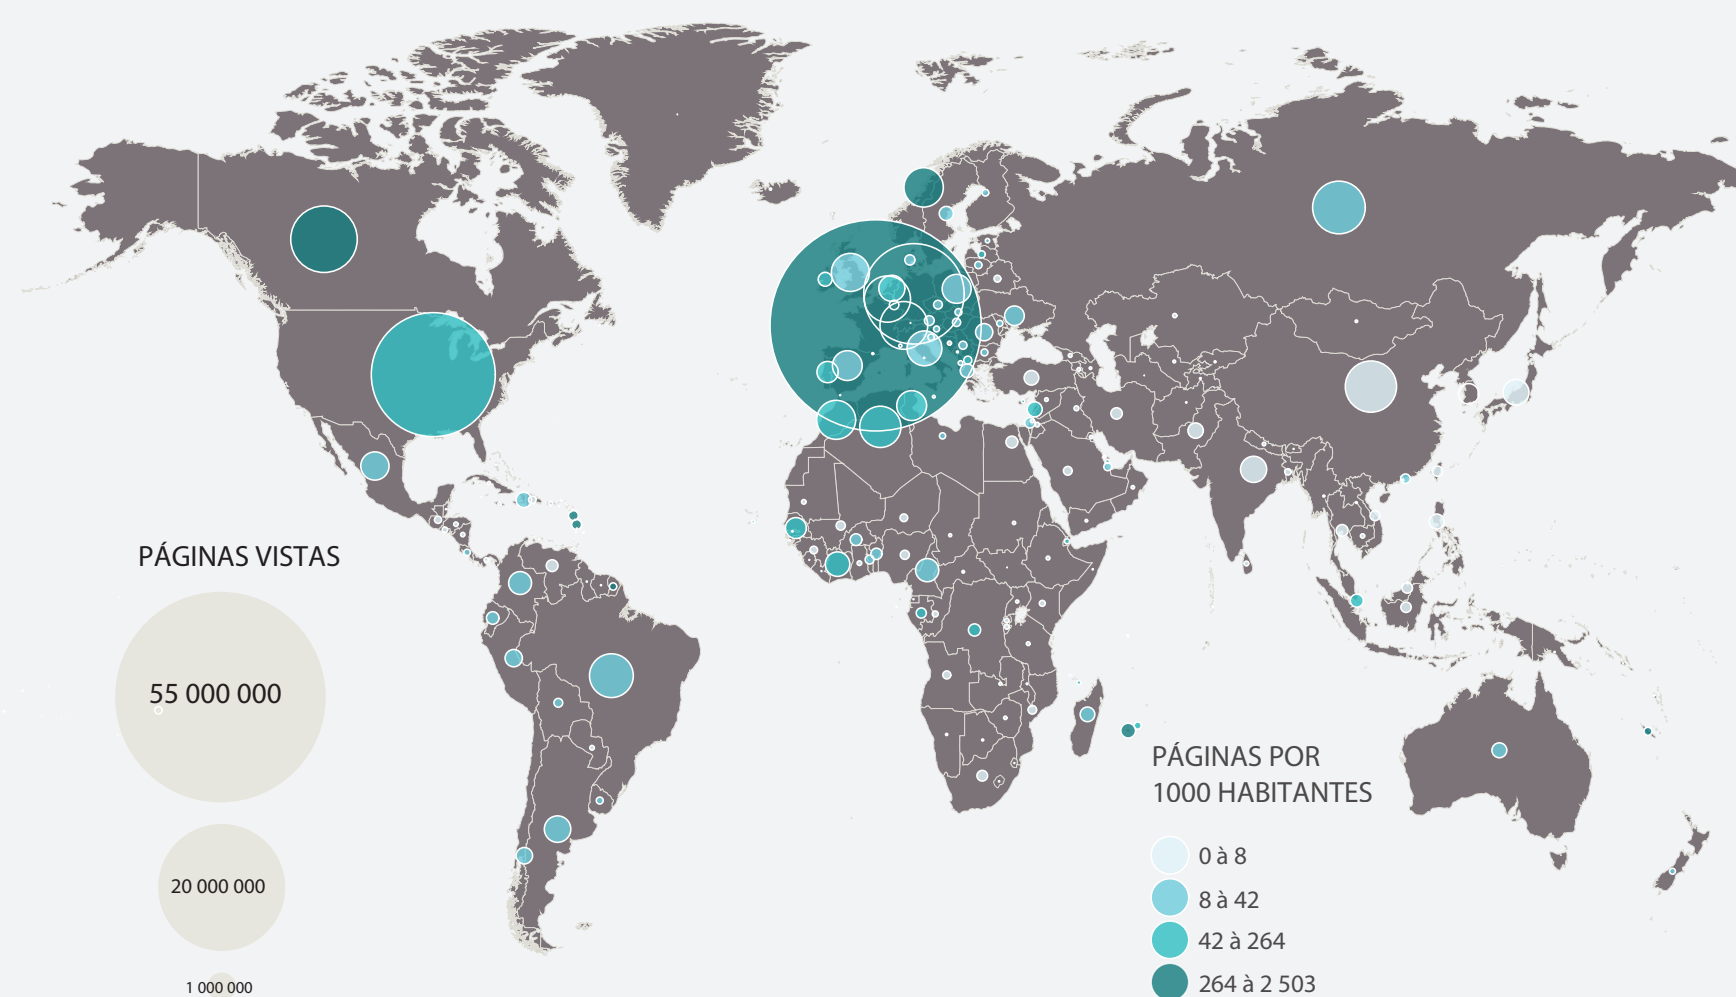 PÁGINAS VISTAS
55 000 000
20 000 000
1 000 000
PÁGINAS POR
1000 HABITANTES
0 à 8
8 à 42
42 à 264
264 à 2 503